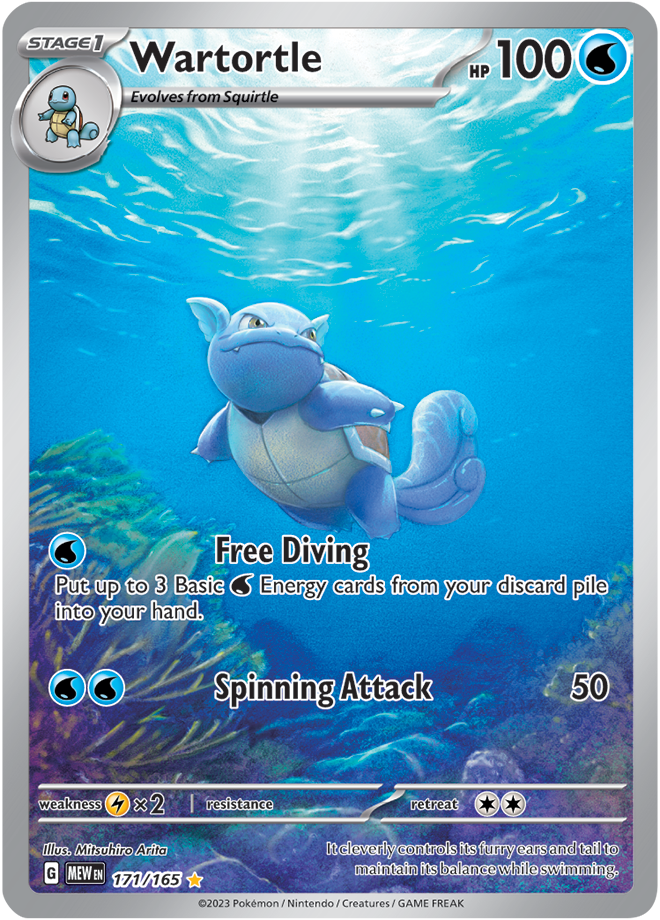 STAGE 1
Wartortle
HP 100
Evolves from Squirtle
Free Diving
Put up to 3 Basic Energy cards from your discard pile
into your hand.
Spinning Attack 50
weakness ×2 resistance retreat
Illus. Mitsuhiro Arita
It cleverly controls its furry ears and tail to
maintain its balance while swimming.
G MEW EN 171/165
©2023 Pokémon / Nintendo / Creatures / GAME FREAK